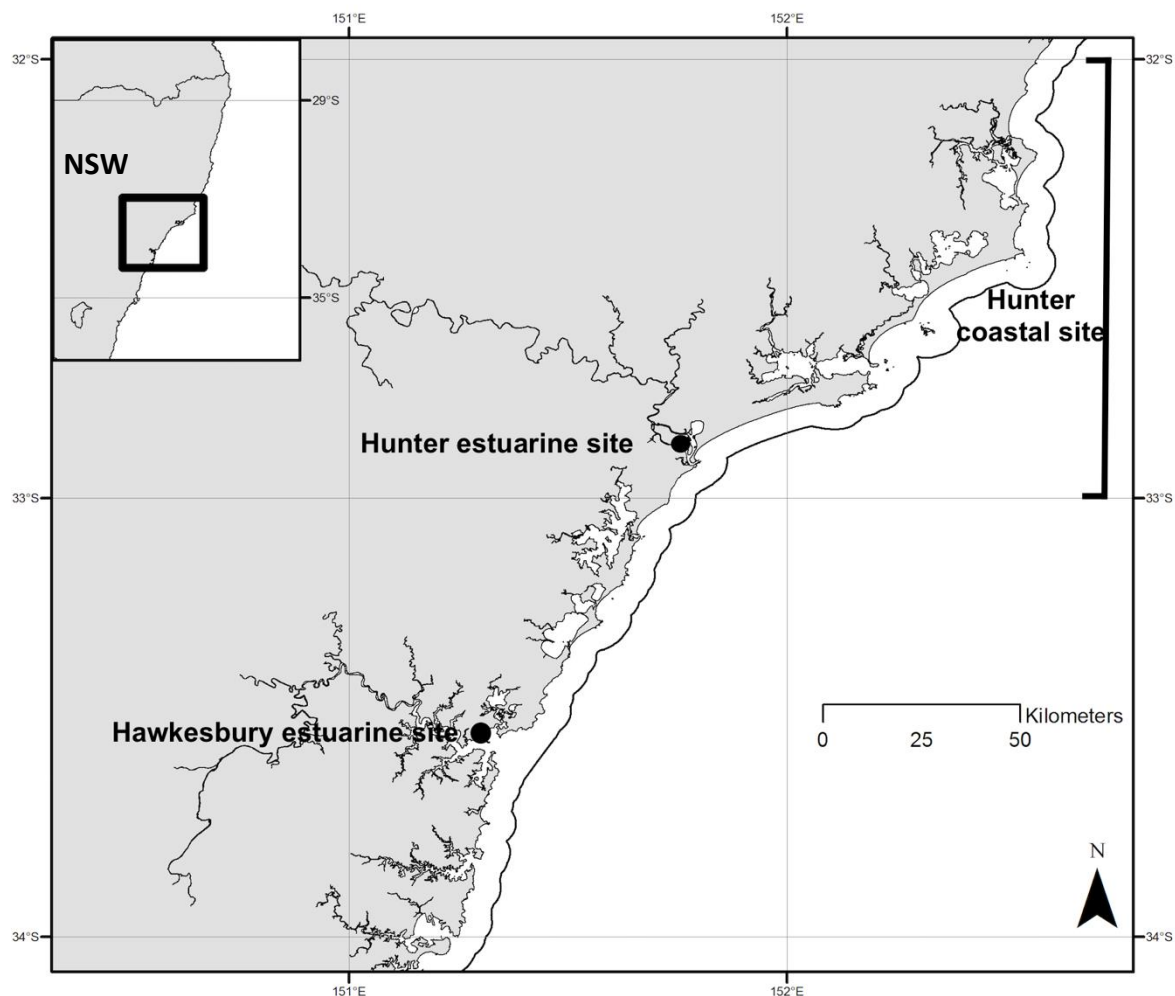 151°E
152°E
32°S
32°S
29°S
NSW
35°S
Hunter
coastal site
Hunter estuarine site
33°S
33°S
Hawkesbury estuarine site
Kilometers
0
25
50
N
34°S
34°S
151°E
152°E